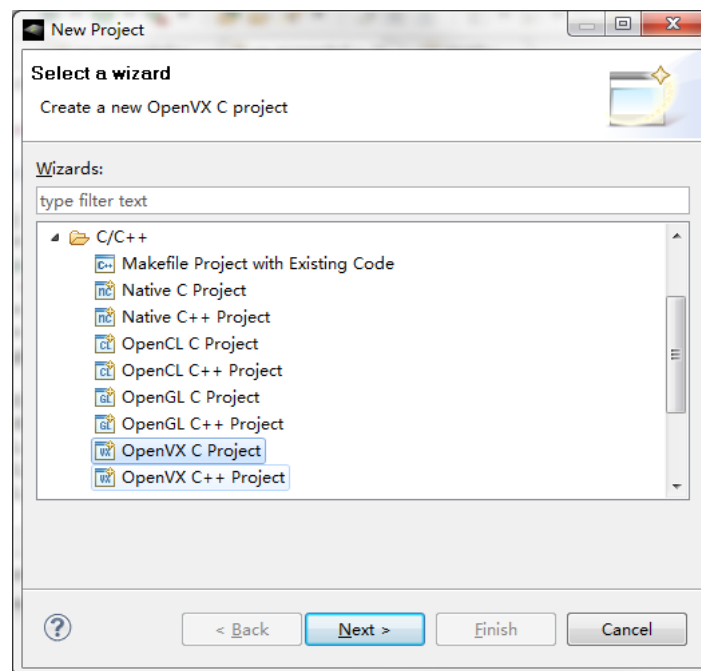 New Project
Select a wizard
Create a new OpenVX C project
Wizards:
type filter text
C/C++
Makefile Project with Existing Code
Native C Project
Native C++ Project
OpenCL C Project
OpenCL C++ Project
OpenGL C Project
OpenGL C++ Project
OpenVX C Project
OpenVX C++ Project
< Back Next > Finish Cancel